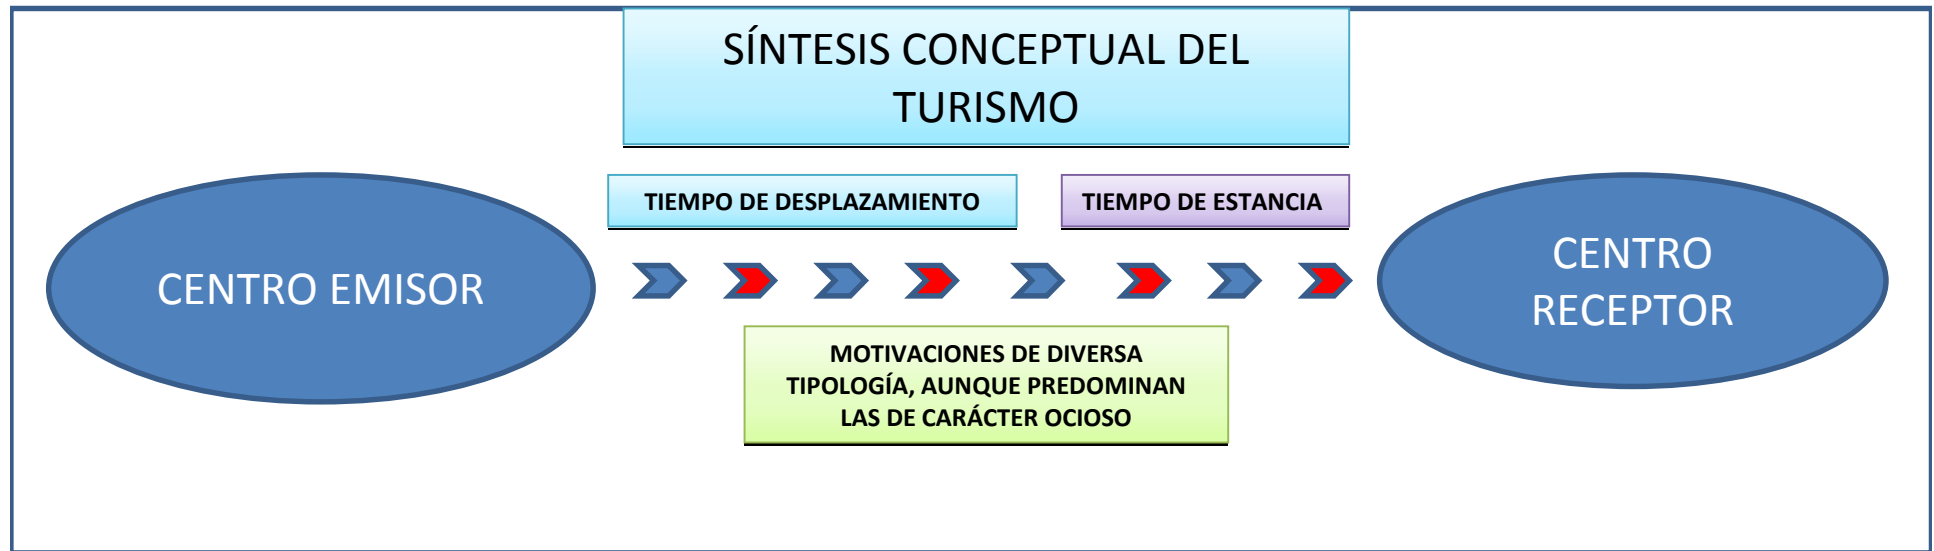 SÍNTESIS CONCEPTUAL DEL
TURISMO
TIEMPO DE DESPLAZAMIENTO
TIEMPO DE ESTANCIA
CENTRO EMISOR
CENTRO
RECEPTOR
MOTIVACIONES DE DIVERSA
TIPOLOGÍA, AUNQUE PREDOMINAN
LAS DE CARÁCTER OCIOSO